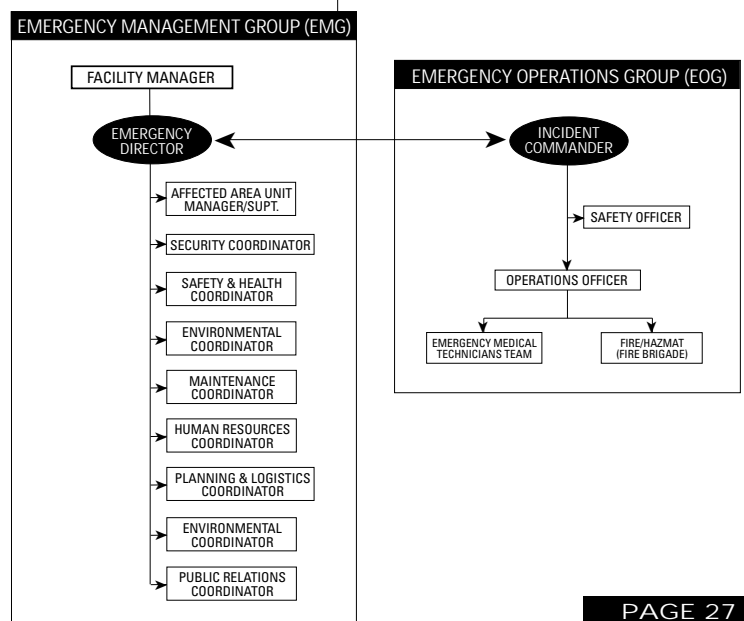 EMERGENCY MANAGEMENT GROUP (EMG)
FACILITY MANAGER
EMERGENCY
DIRECTOR
AFFECTED AREA UNIT
MANAGER/SUPT.
SECURITY COORDINATOR
SAFETY & HEALTH
COORDINATOR
ENVIRONMENTAL
COORDINATOR
MAINTENANCE
COORDINATOR
HUMAN RESOURCES
COORDINATOR
PLANNING & LOGISTICS
COORDINATOR
ENVIRONMENTAL
COORDINATOR
PUBLIC RELATIONS
COORDINATOR
EMERGENCY OPERATIONS GROUP (EOG)
INCIDENT
COMMANDER
SAFETY OFFICER
OPERATIONS OFFICER
EMERGENCY MEDICAL
TECHNICIANS TEAM
FIRE/HAZMAT
(FIRE BRIGADE)
PAGE 27